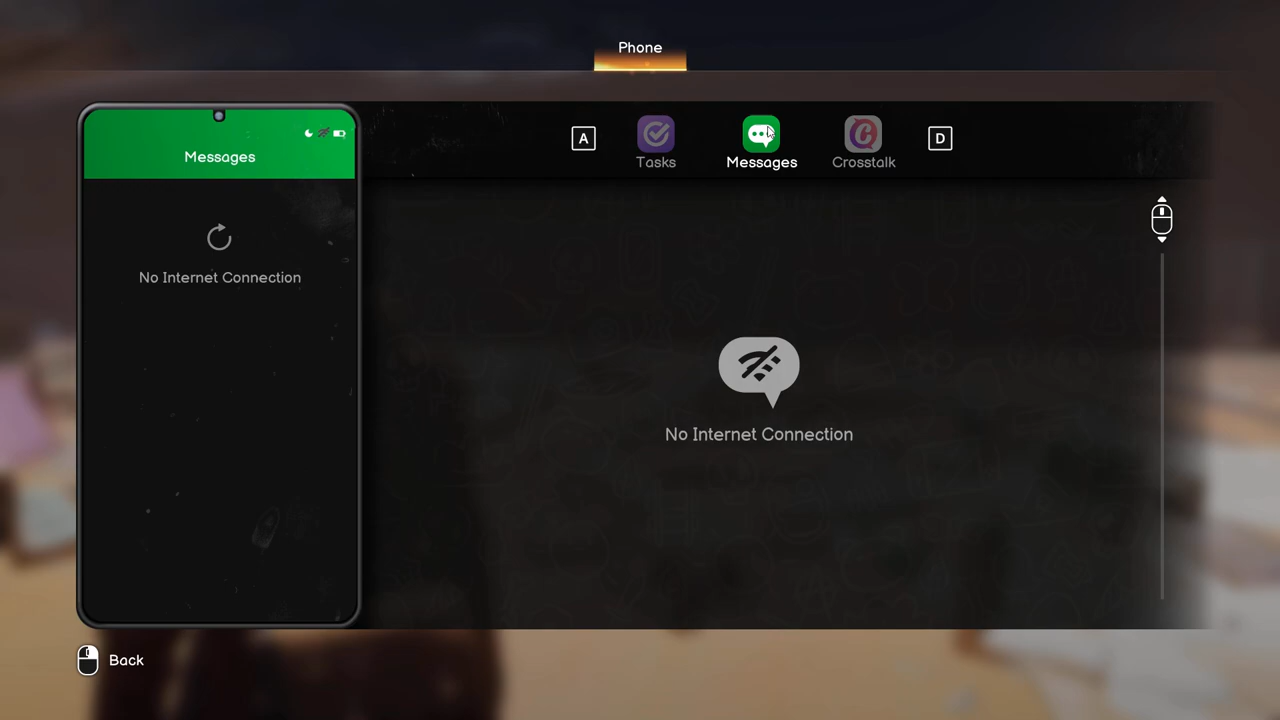 Phone
Messages
No Internet Connection
A
Tasks
Messages
Crosstalk
D
No Internet Connection
Back